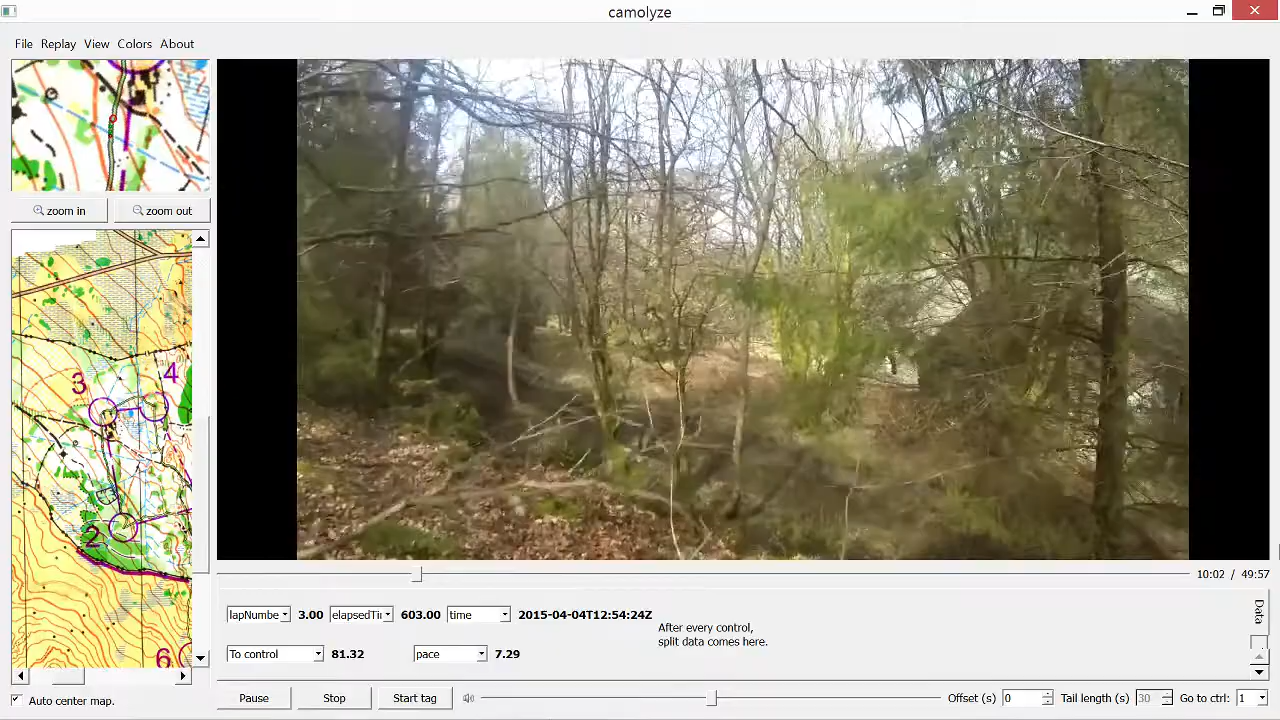 camolyze
File Replay View Colors About
zoom in zoom out
3 4
2
6
10:02 / 49:57
lapNumbe 3.00 elapsedTi 603.00 time 2015-04-04T12:54:24Z
After every control,
split data comes here.
To control 81.32 pace 7.29
Data
Auto center map.
Pause Stop Start tag Offset (s) 0 Tail length (s) 30 Go to ctrl: 1